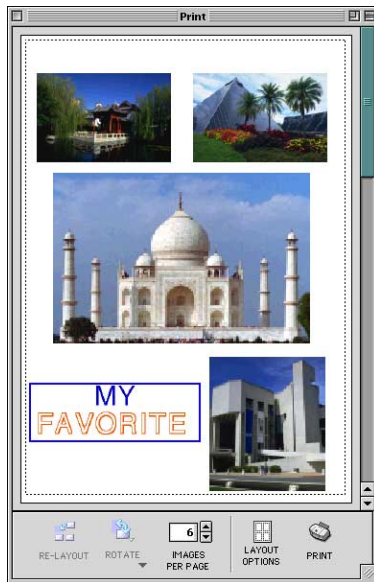 Print
MY
FAVORITE
6
RE-LAYOUT
ROTATE
IMAGES
PER PAGE
LAYOUT
OPTIONS
PRINT